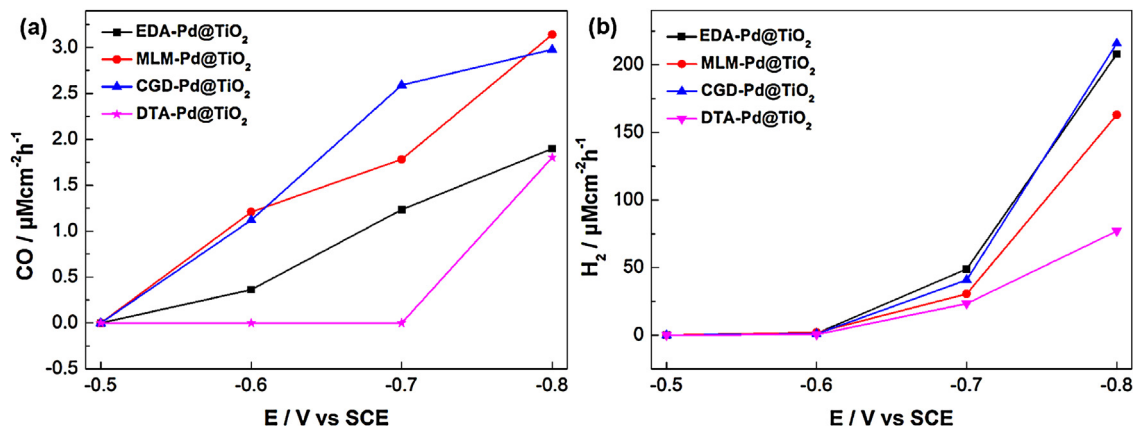 (a)
EDA-Pd@TiO₂
MLM-Pd@TiO₂
CGD-Pd@TiO₂
DTA-Pd@TiO₂
3.0
2.5
2.0
1.5
1.0
0.5
0.0
-0.5
CO / µMcm⁻²h⁻¹
-0.5 -0.6 -0.7 -0.8
E / V vs SCE
(b)
EDA-Pd@TiO₂
MLM-Pd@TiO₂
CGD-Pd@TiO₂
DTA-Pd@TiO₂
200
150
100
50
0
H₂ / µMcm⁻²h⁻¹
-0.5 -0.6 -0.7 -0.8
E / V vs SCE